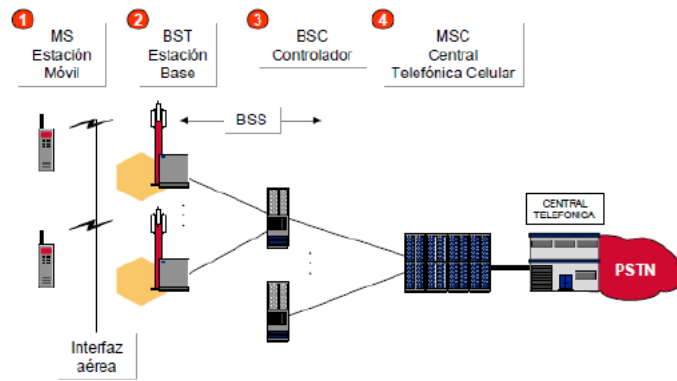 1
MS
Estación
Móvil
2
BST
Estación
Base
3
BSC
Controlador
4
MSC
Central
Telefónica Celular
BSS
CENTRAL
TELEFONICA
PSTN
Interfaz
aérea